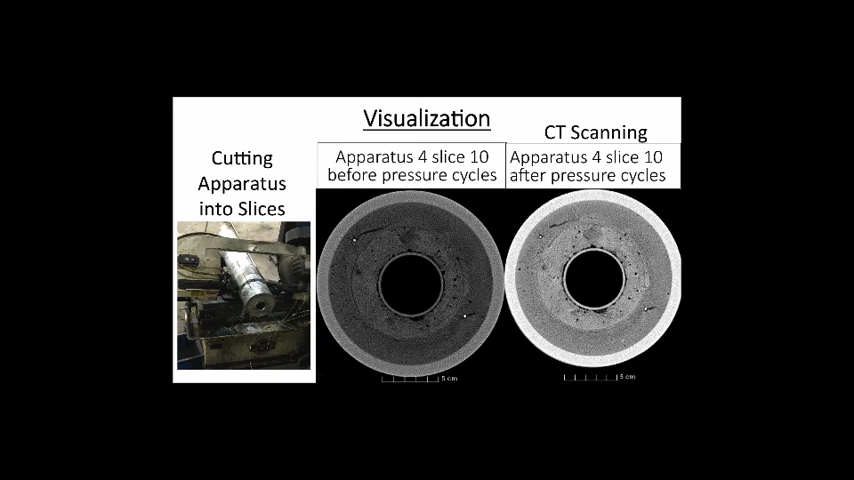 Visualization
CT Scanning
Cutting
Apparatus
into Slices
Apparatus 4 slice 10
before pressure cycles
Apparatus 4 slice 10
after pressure cycles
5 cm
5 cm